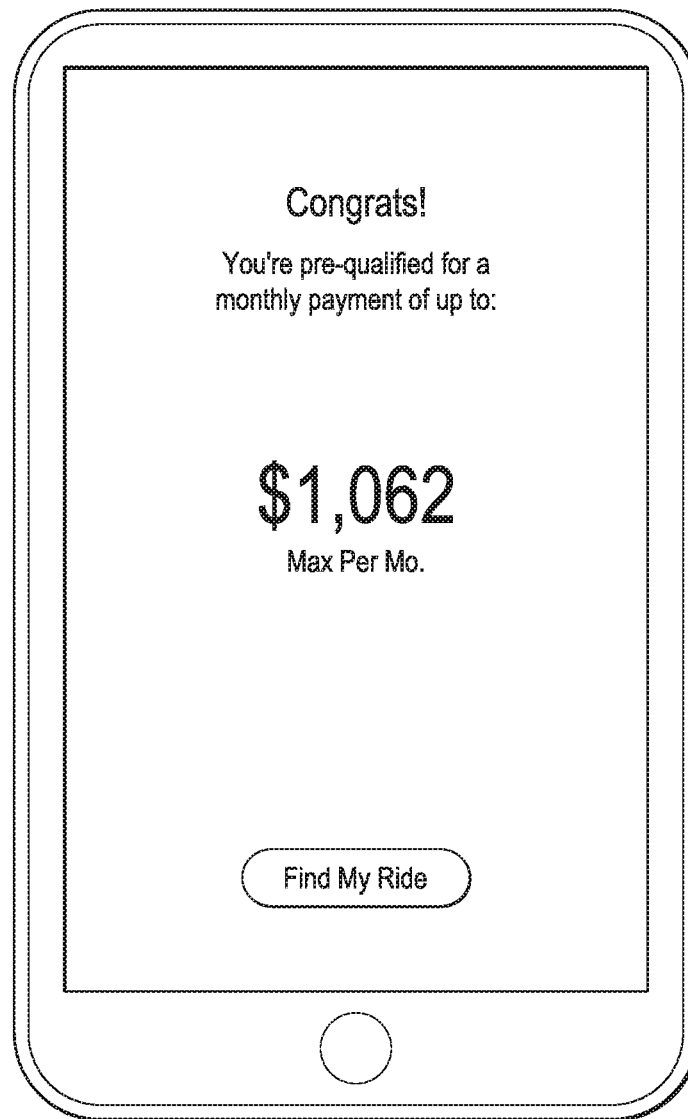 Congrats!
You're pre-qualified for a
monthly payment of up to:
$1,062
Max Per Mo.
Find My Ride